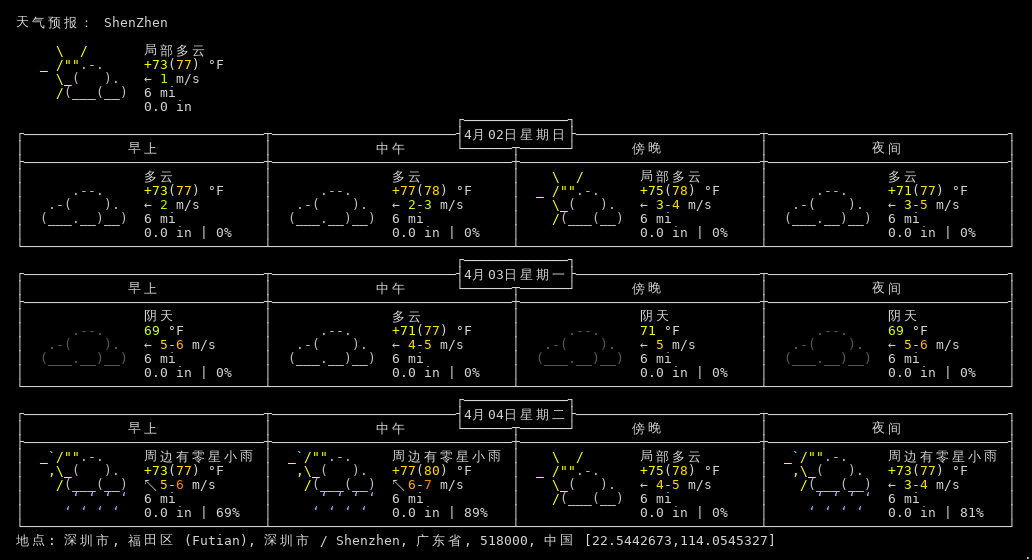 天气预报： ShenZhen
局部多云
+73(77) °F
← 1 m/s
6 mi
0.0 in
4月02日星期日
早上 中午 傍晚 夜间
多云 多云 局部多云 多云
+73(77) °F +77(78) °F +75(78) °F +71(77) °F
← 2 m/s ← 2-3 m/s ← 3-4 m/s ← 3-5 m/s
6 mi 6 mi 6 mi 6 mi
0.0 in | 0% 0.0 in | 0% 0.0 in | 0% 0.0 in | 0%
4月03日星期一
早上 中午 傍晚 夜间
阴天 多云 阴天 阴天
69 °F +71(77) °F 71 °F 69 °F
← 5-6 m/s ← 4-5 m/s ← 5 m/s ← 5-6 m/s
6 mi 6 mi 6 mi 6 mi
0.0 in | 0% 0.0 in | 0% 0.0 in | 0% 0.0 in | 0%
4月04日星期二
早上 中午 傍晚 夜间
周边有零星小雨 周边有零星小雨 局部多云 周边有零星小雨
+73(77) °F +77(80) °F +75(78) °F +73(77) °F
↖ 5-6 m/s ↖ 6-7 m/s ← 4-5 m/s ← 3-4 m/s
6 mi 6 mi 6 mi 6 mi
0.0 in | 69% 0.0 in | 89% 0.0 in | 0% 0.0 in | 81%
地点: 深圳市, 福田区 (Futian), 深圳市 / Shenzhen, 广东省, 518000, 中国 [22.5442673,114.0545327]